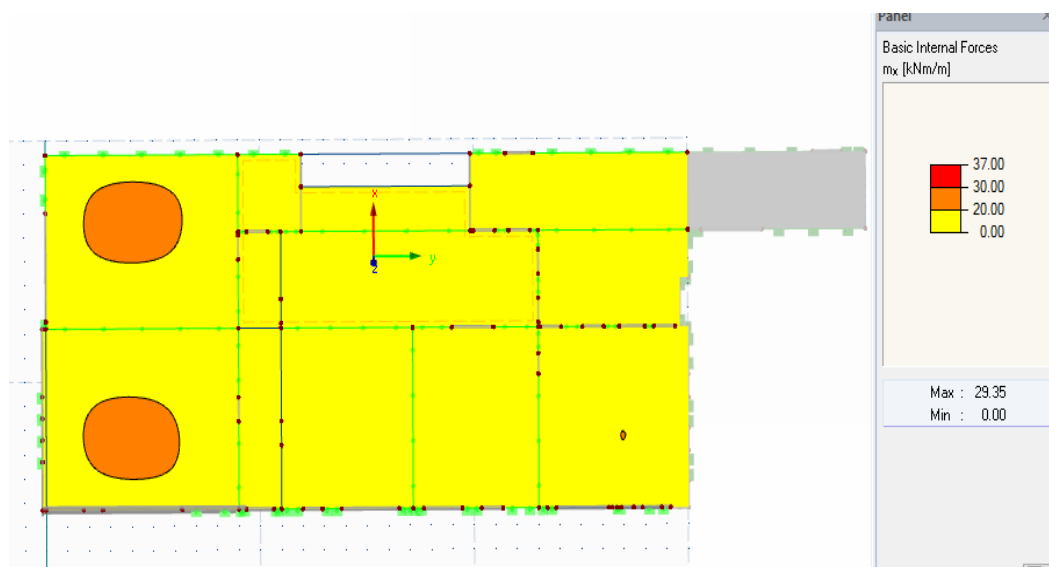 Panel
Basic Internal Forces
mx [kNm/m]
37.00
30.00
20.00
0.00
x
y
z
Max : 29.35
Min : 0.00